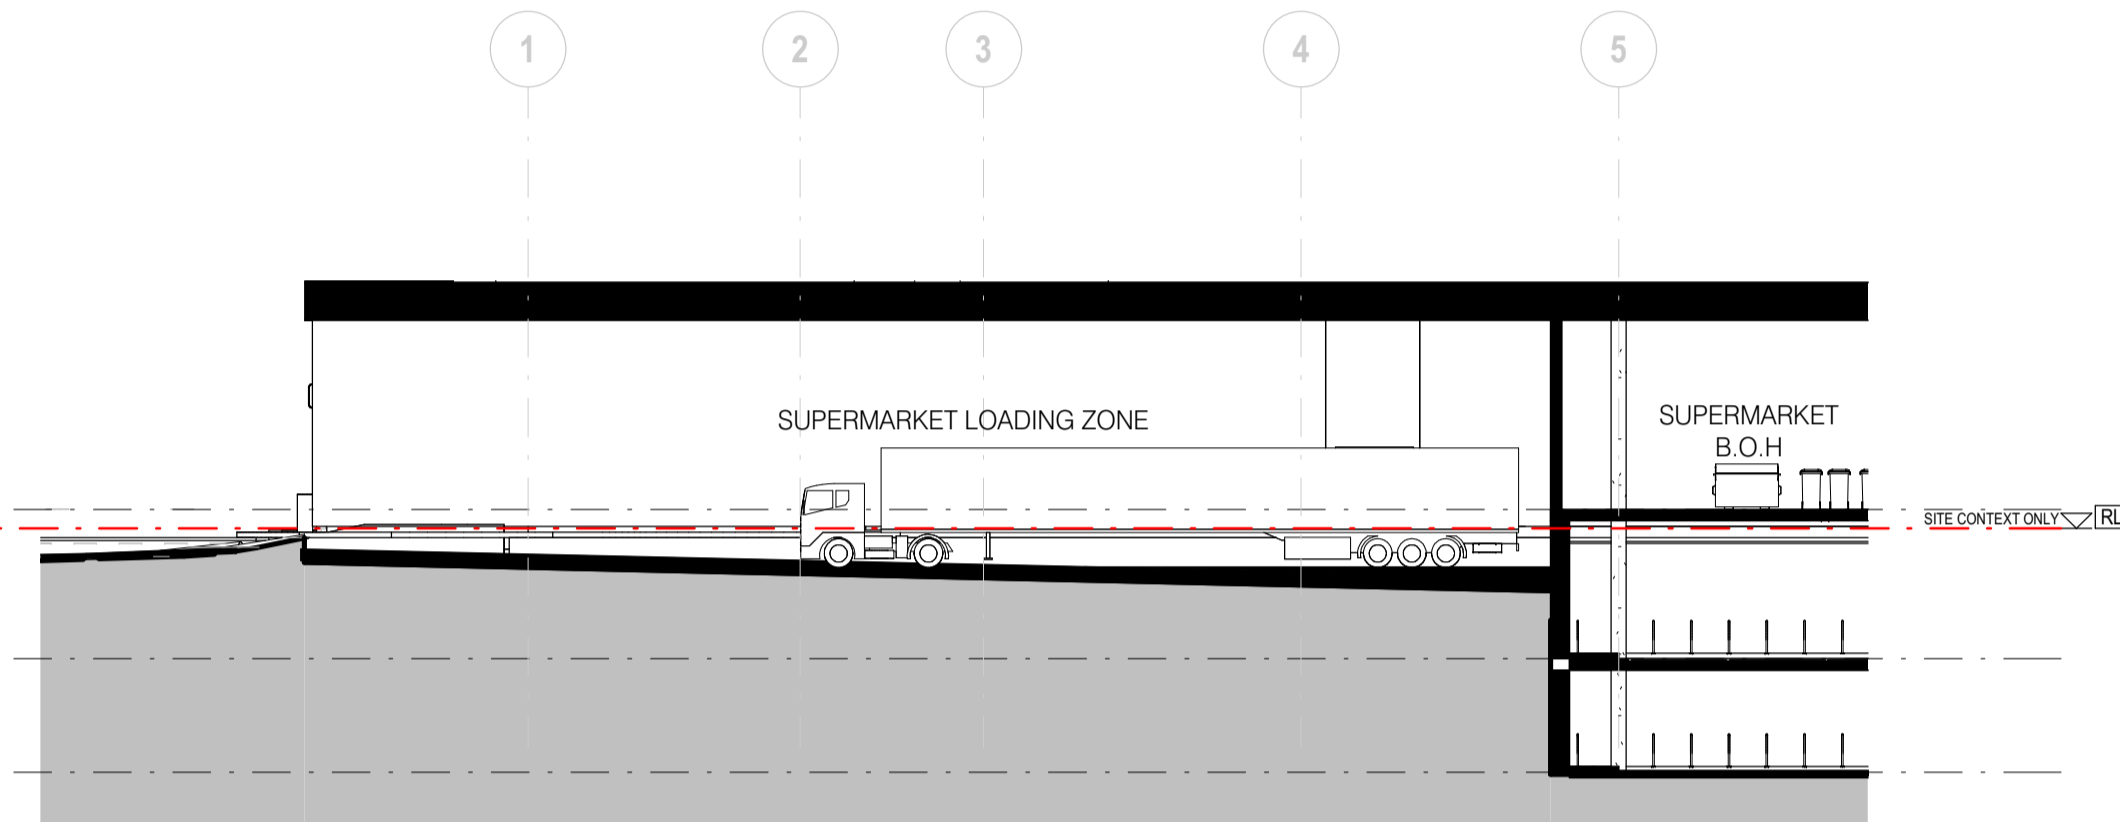 1
2
3
4
5
SUPERMARKET LOADING ZONE
SUPERMARKET
B.O.H
SITE CONTEXT ONLY
RL